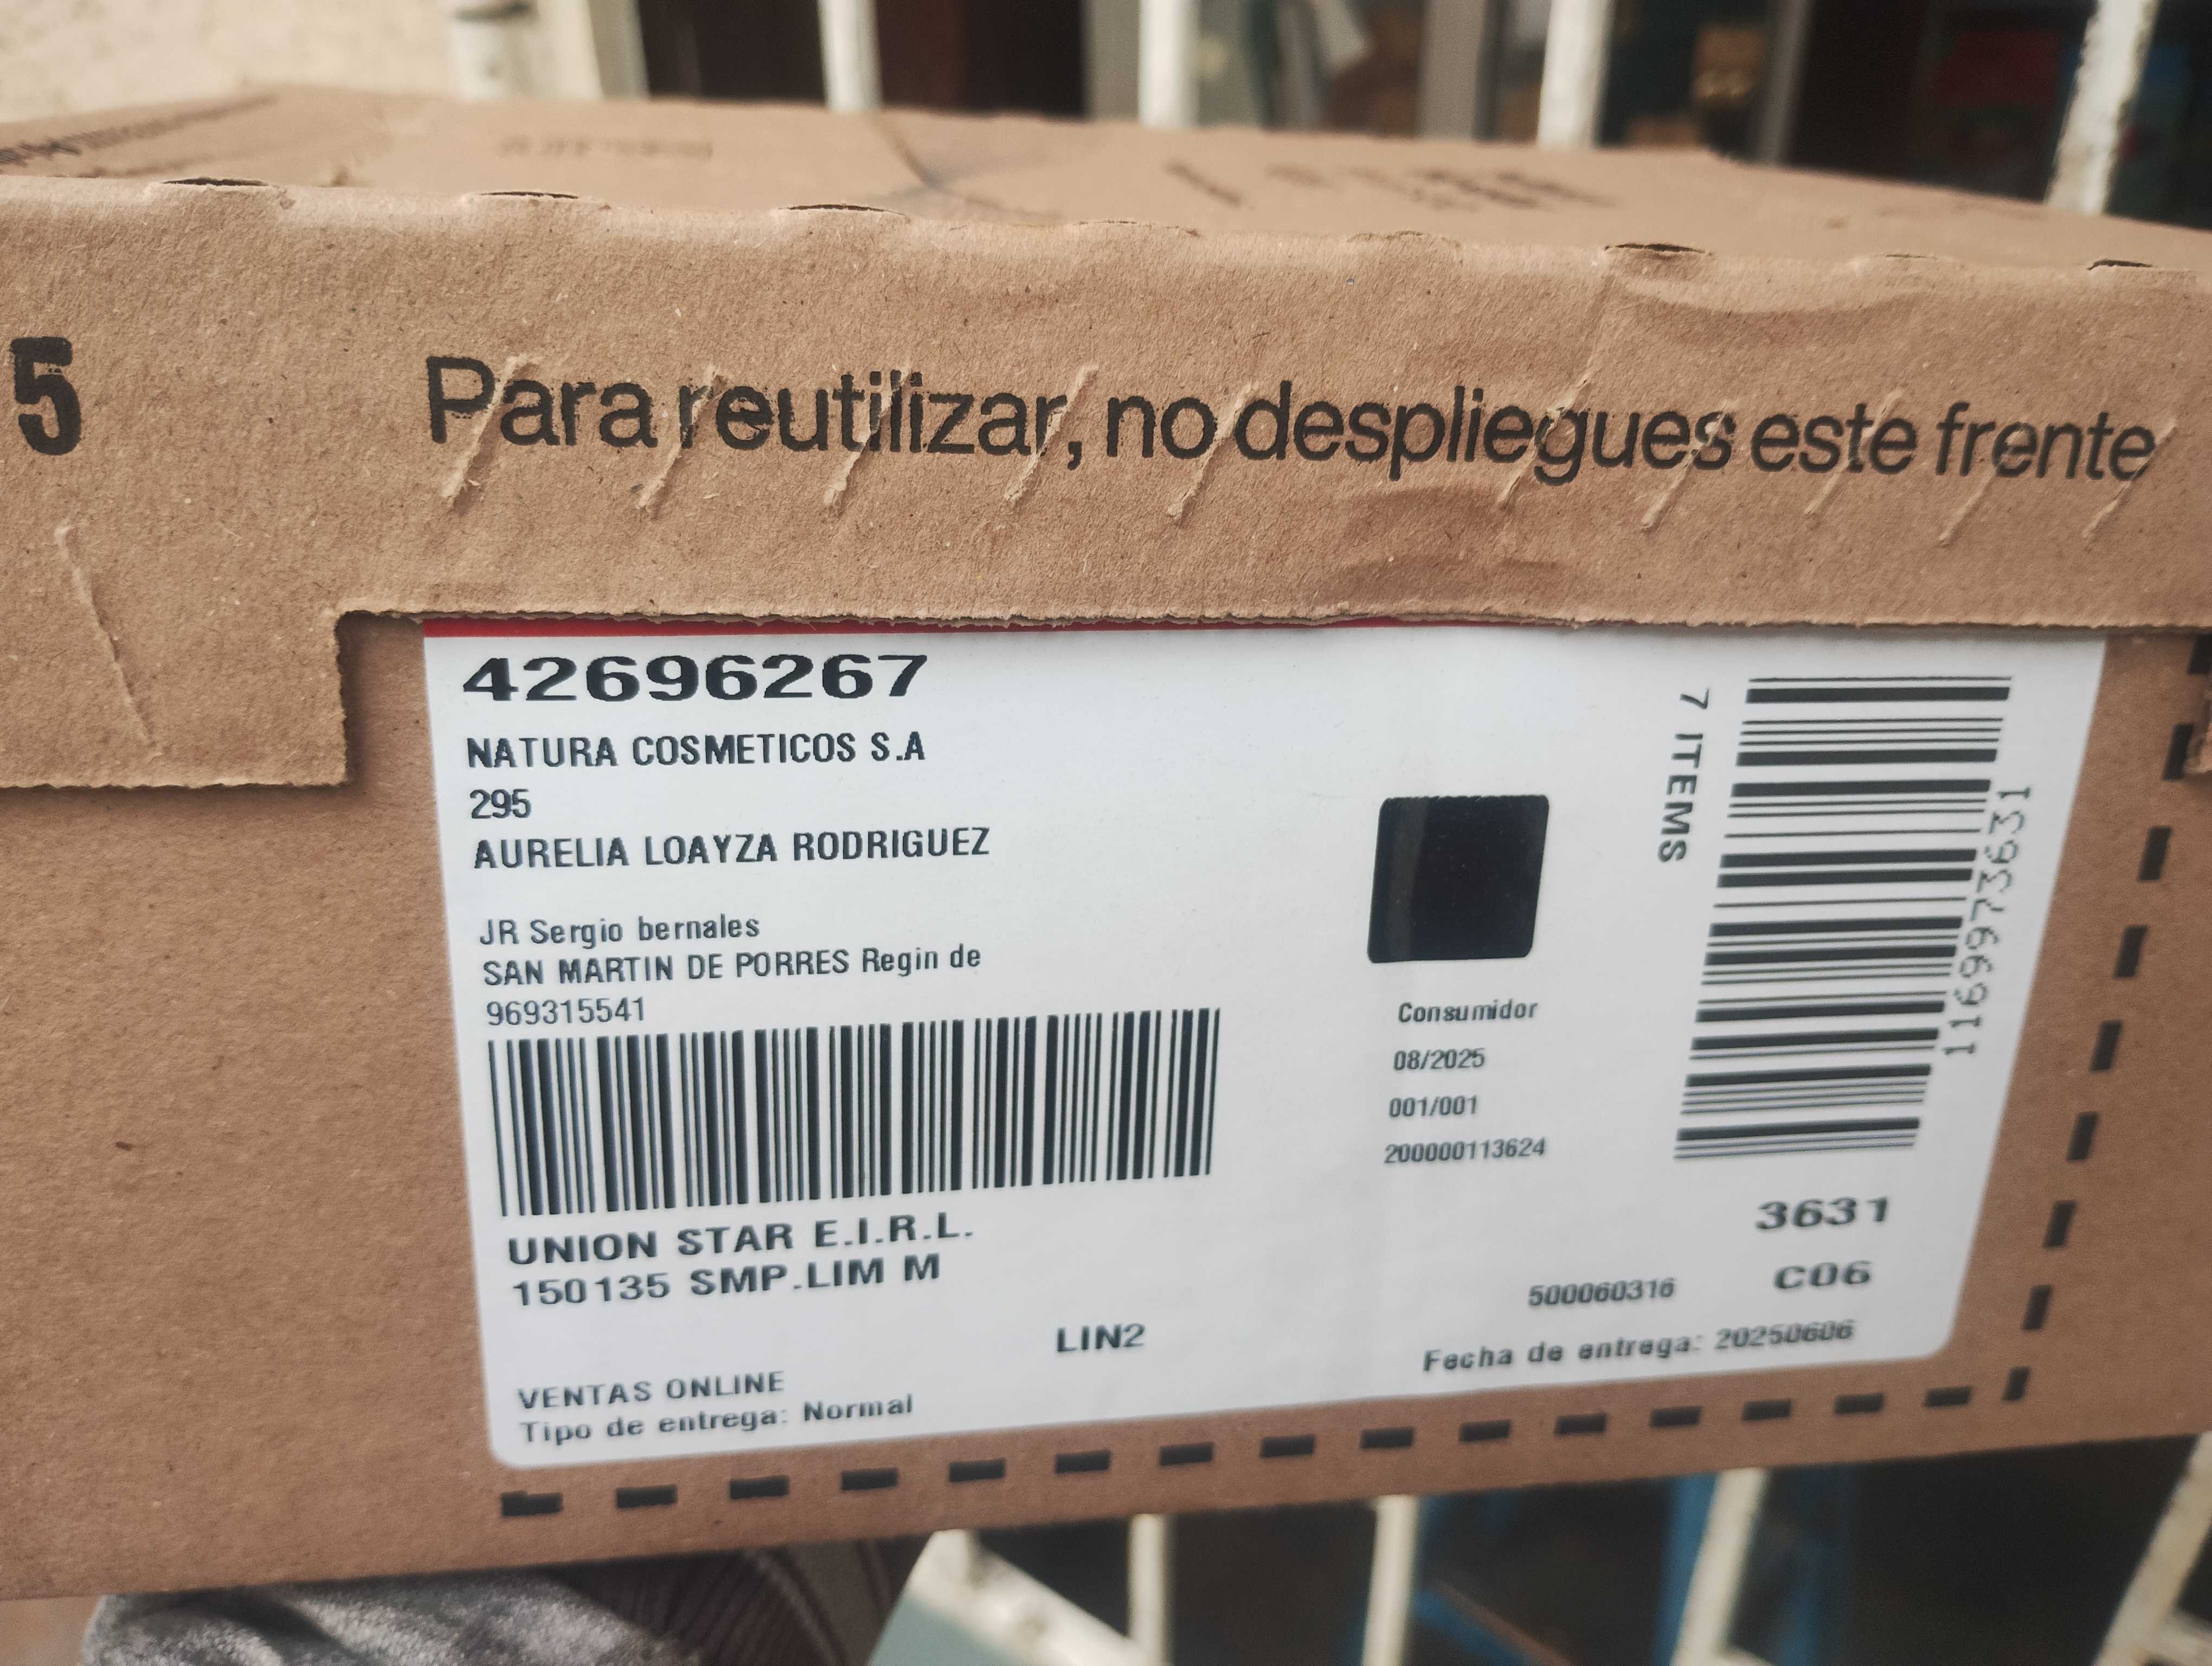 5
Para reutilizar, no despliegues este frente
42696267
NATURA COSMETICOS S.A
295
AURELIA LOAYZA RODRIGUEZ
JR Sergio bernales
SAN MARTIN DE PORRES Regin de
969315541
UNION STAR E.I.R.L.
150135 SMP.LIM M
LIN2
VENTAS ONLINE
Tipo de entrega: Normal
Consumidor
08/2025
001/001
200000113624
7 ITEMS
1169973631
3631
C06
500060316
Fecha de entrega: 20250606